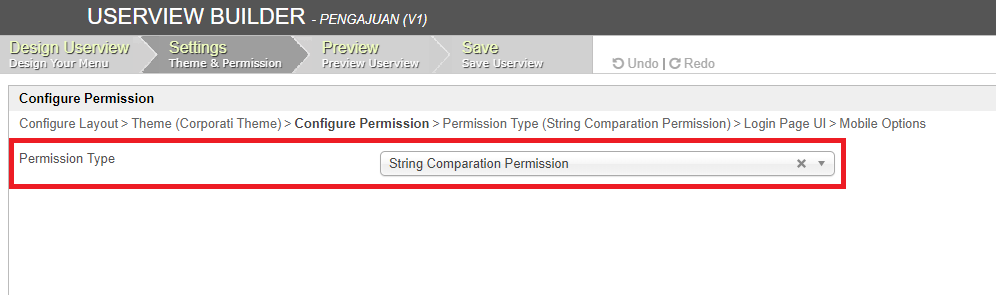 USERVIEW BUILDER - PENGAJUAN (V1)
Design Userview
Design Your Menu
Settings
Theme & Permission
Preview
Preview Userview
Save
Save Userview
Undo | Redo
Configure Permission
Configure Layout > Theme (Corporati Theme) > Configure Permission > Permission Type (String Comparation Permission) > Login Page UI > Mobile Options
Permission Type
String Comparation Permission